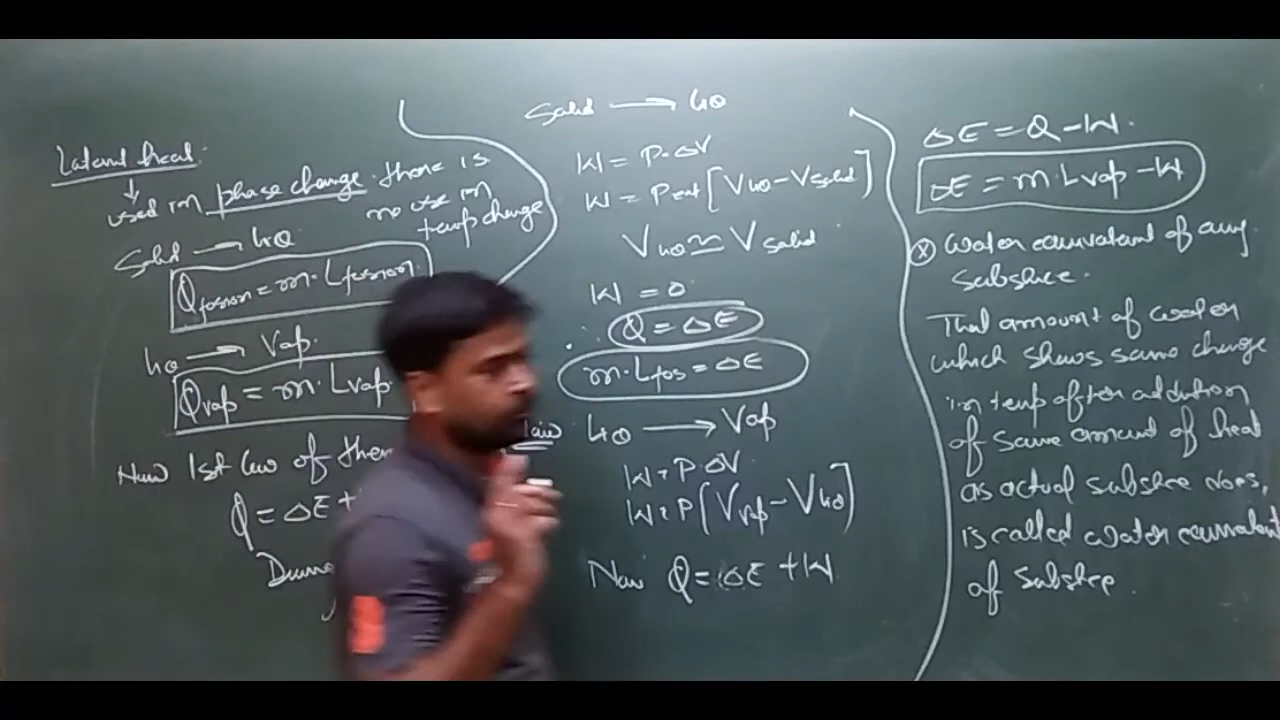 Lateral heat.
used in phase change. there is
no use in
temp change
Solid → liq
Qfusion = m·Lfusion
liq → Vap.
Qvap = m·Lvap.
Now 1st law of ther
Q = ΔE +
Solid → liq
W = P·ΔV
W = Pext [Vliq – Vsolid]
Vliq ≃ Vsolid
W = 0
∴ Q = ΔE
m·Lfus = ΔE
liq → Vap
W = PΔV
W = P[Vvap – Vliq]
Now Q = ΔE + W
ΔE = Q – W.
ΔE = m·Lvap – W
Water equivalent of any
That amount of water
which shows same change
in temp after addition
of same amount of heat
as actual does,
is called water equivalent
of